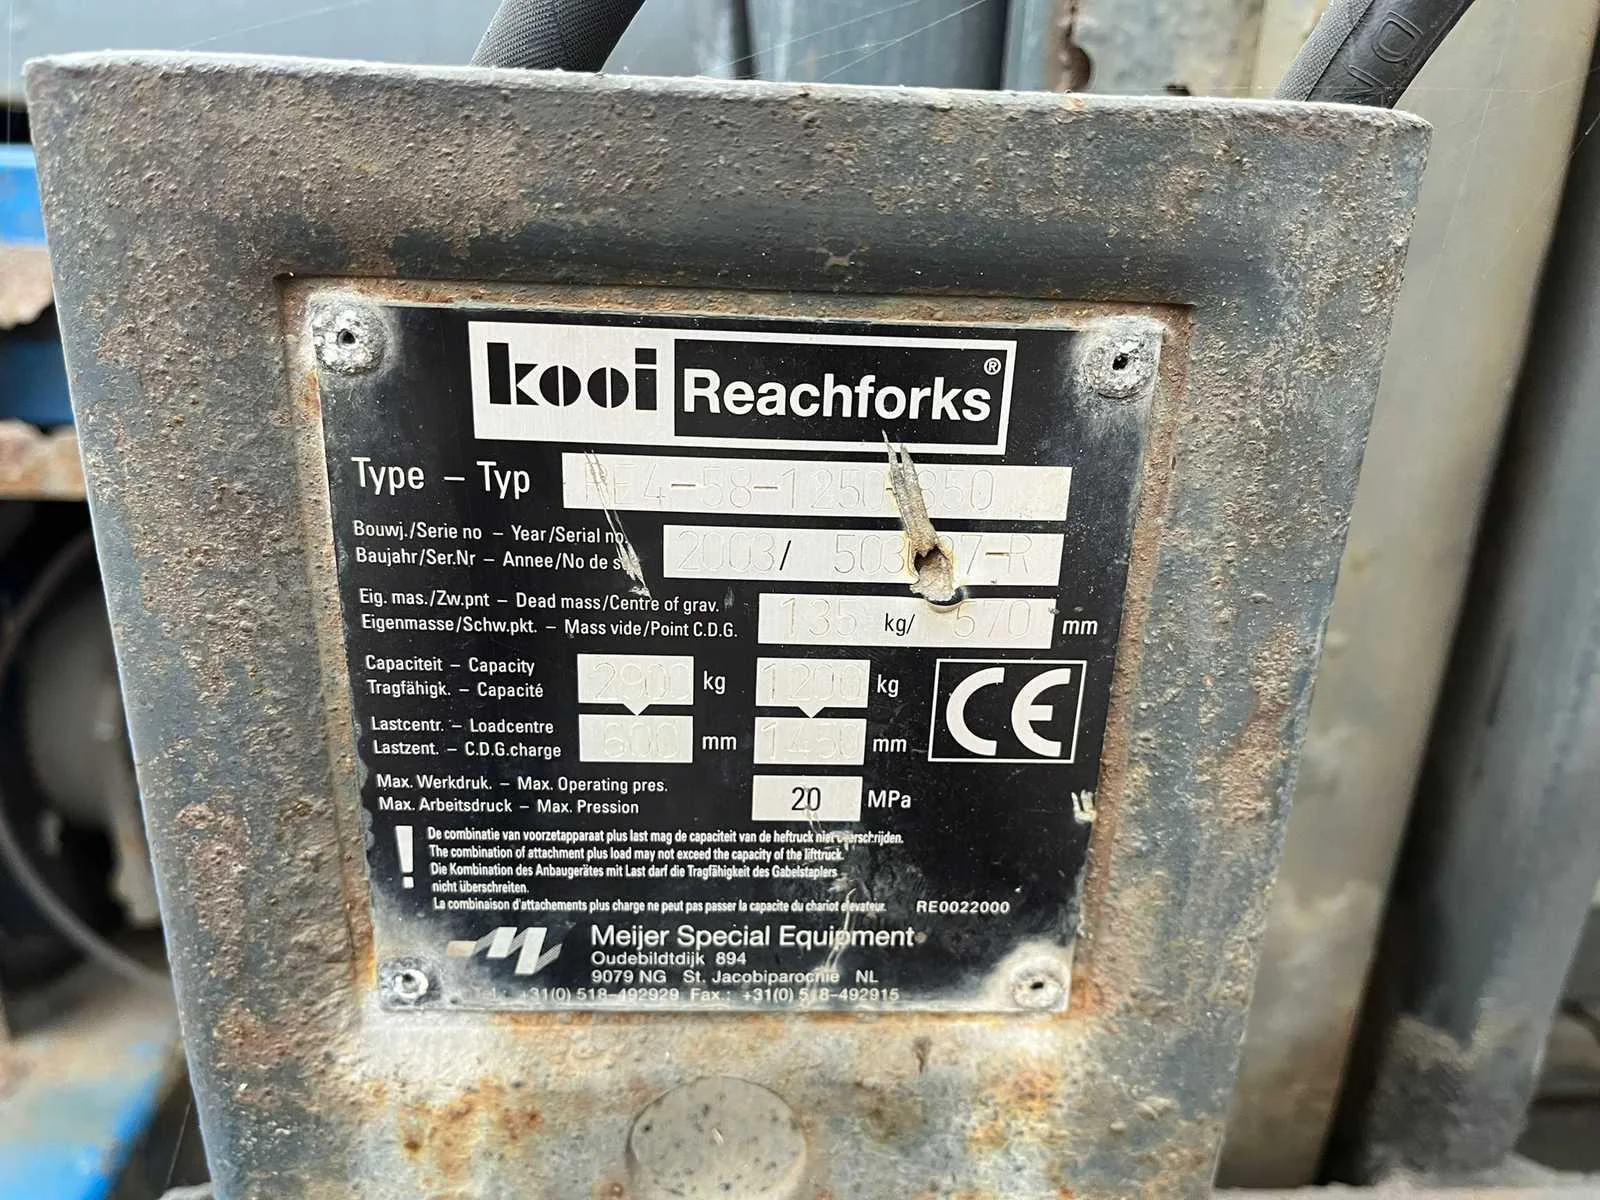 kooi Reachforks®
Type – Typ RE4-58-1250-850
Bouwj./Serie no – Year/Serial no.
Baujahr/Ser.Nr – Annee/No de 2003/
Eig. mas./Zw.pnt – Dead mass/Centre of grav.
Eigenmasse/Schw.pkt. – Mass vide/Point C.D.G. 135 kg/ 570 mm
Capaciteit – Capacity
Tragfähigk. – Capacité 2900 kg 1200 kg
Lastcentr. – Loadcentre
Lastzent. – C.D.G.charge 600 mm 1450 mm
CE
Max. Werkdruk. – Max. Operating pres.
Max. Arbeitsdruck – Max. Pression 20 MPa
! De combinatie van voorzetapparaat plus last mag de capaciteit van de heftruck niet overschrijden.
The combination of attachment plus load may not exceed the capacity of the lifttruck.
Die Kombination des Anbaugerätes mit Last darf die Tragfähigkeit des Gabelstaplers
nicht überschreiten.
La combinaison d'attachements plus charge ne peut pas passer la capacite du chariot elevateur. RE0022000
Meijer Special Equipment
Oudebildtdijk 894
9079 NG St. Jacobiparochie NL
Tel.: +31(0) 518-492929 Fax.: +31(0) 518-492915